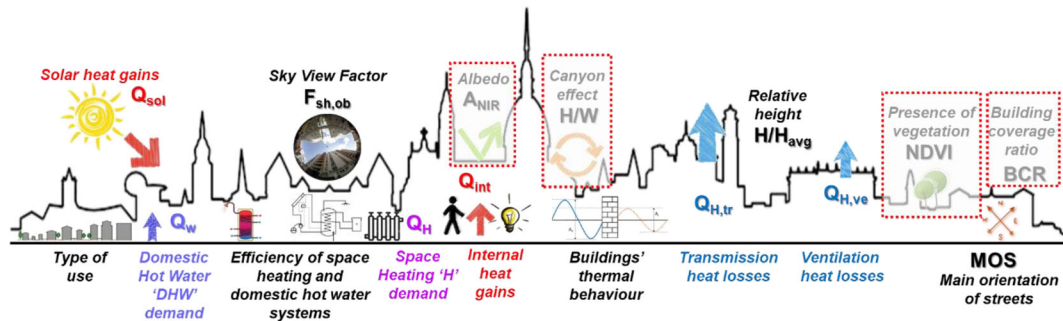 Solar heat gains
Q_sol
Sky View Factor
F_sh,ob
Albedo
A_NIR
Canyon
effect
H/W
Relative
height
H/H_avg
Presence of
vegetation
NDVI
Building
coverage
ratio
BCR
Q_W
Q_H
Q_int
Q_H,tr
Q_H,ve
Type of
use
Domestic
Hot Water
‘DHW’
demand
Efficiency of space
heating and
domestic hot water
systems
Space
Heating ‘H’
demand
Internal
heat
gains
Buildings’
thermal
behaviour
Transmission
heat losses
Ventilation
heat losses
MOS
Main orientation
of streets